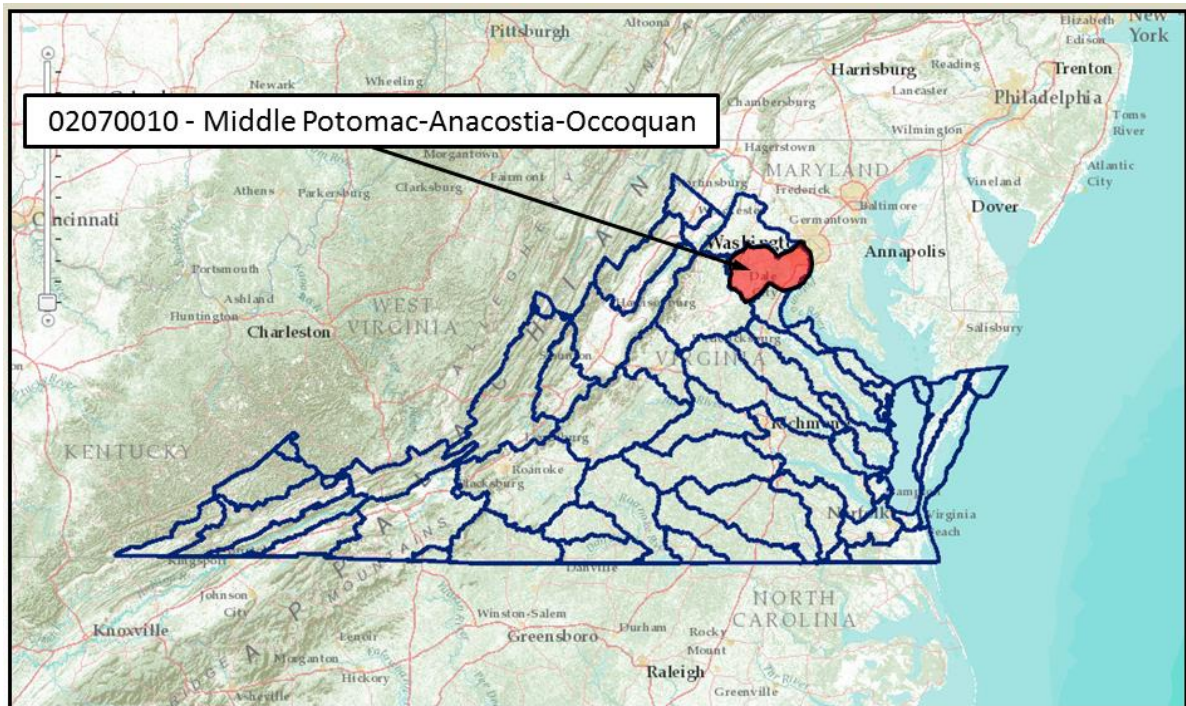 New
York
Elizabeth
Edison
Altoona
Pittsburgh
Harrisburg
Reading
Trenton
Newark
Wheeling
Lancaster
Philadelphia
Toms
River
Chambersburg
02070010 - Middle Potomac-Anacostia-Occoquan
Wilmington
Hagerstown
Morgantown
Fairmont
MARYLAND
Atlantic
City
Athens
Parkersburg
Clarksburg
Frederick
Vineland
Baltimore
Dover
Germantown
Annapolis
Portsmouth
Ashland
Huntington
WEST
VIRGINIA
Charleston
Salisbury
VIRGINIA
KENTUCKY
Roanoke
Virginia
Beach
Kingsport
MOUNTAINS
Danville
Johnson
City
NORTH
CAROLINA
Winston-Salem
Knoxville
Greensboro
Durham
Rocky
Mount
Lenoir
Morganton
Hickory
Raleigh
Asheville
Greenville